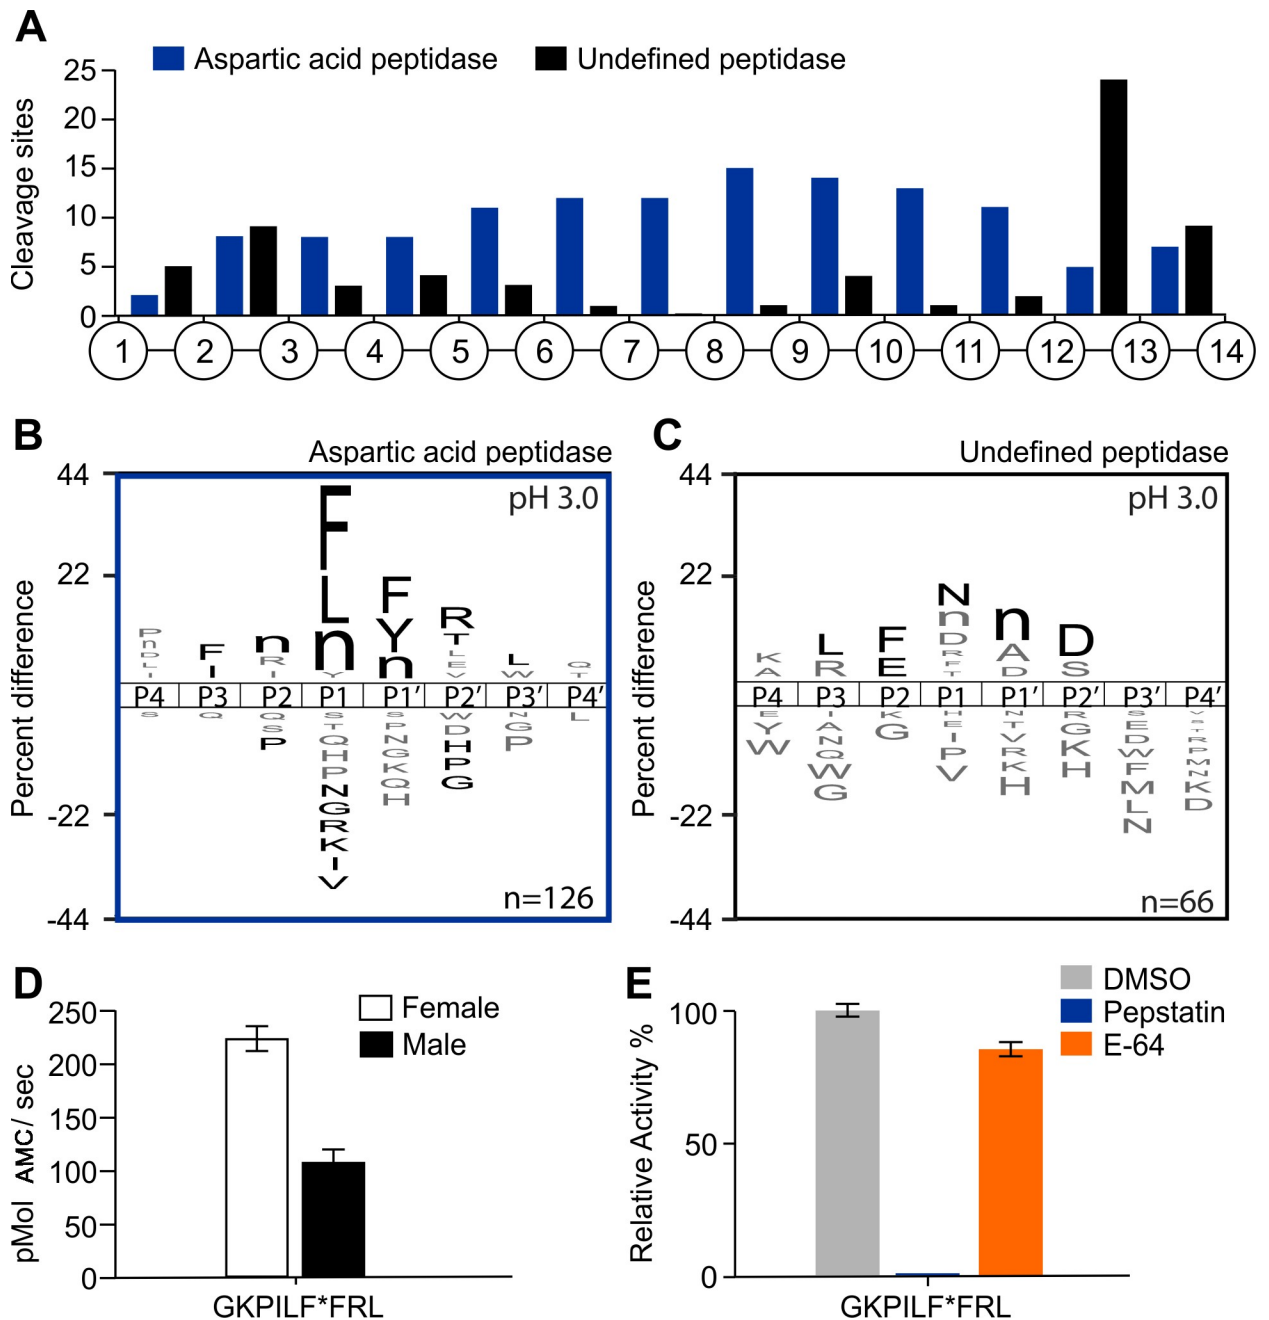 A
Aspartic acid peptidase
Undefined peptidase
Cleavage sites
25
20
15
10
5
0
1 2 3 4 5 6 7 8 9 10 11 12 13 14
B
Aspartic acid peptidase
pH 3.0
Percent difference
44
22
-22
-44
F
L
n
F
Y
n
R
T
F
I
n
R
I
L
W
P4 P3 P2 P1 P1′ P2′ P3′ P4′
S
Q
Q
S
P
S
T
Q
H
P
N
G
R
K
I
V
S
P
N
G
K
Q
H
W
D
H
P
G
N
G
P
L
n=126
C
Undefined peptidase
pH 3.0
Percent difference
44
22
-22
-44
K
A
L
R
F
E
N
n
D
R
F
T
n
A
D
D
S
P4 P3 P2 P1 P1′ P2′ P3′ P4′
E
Y
W
I
A
N
Q
W
G
K
G
H
E
I
P
V
N
T
V
R
K
H
R
G
K
H
S
E
D
W
F
M
L
N
R
P
M
N
K
D
n=66
D
Female
Male
pMol AMC/ sec
250
200
150
100
50
0
GKPILF*FRL
E
DMSO
Pepstatin
E-64
Relative Activity %
100
50
0
GKPILF*FRL